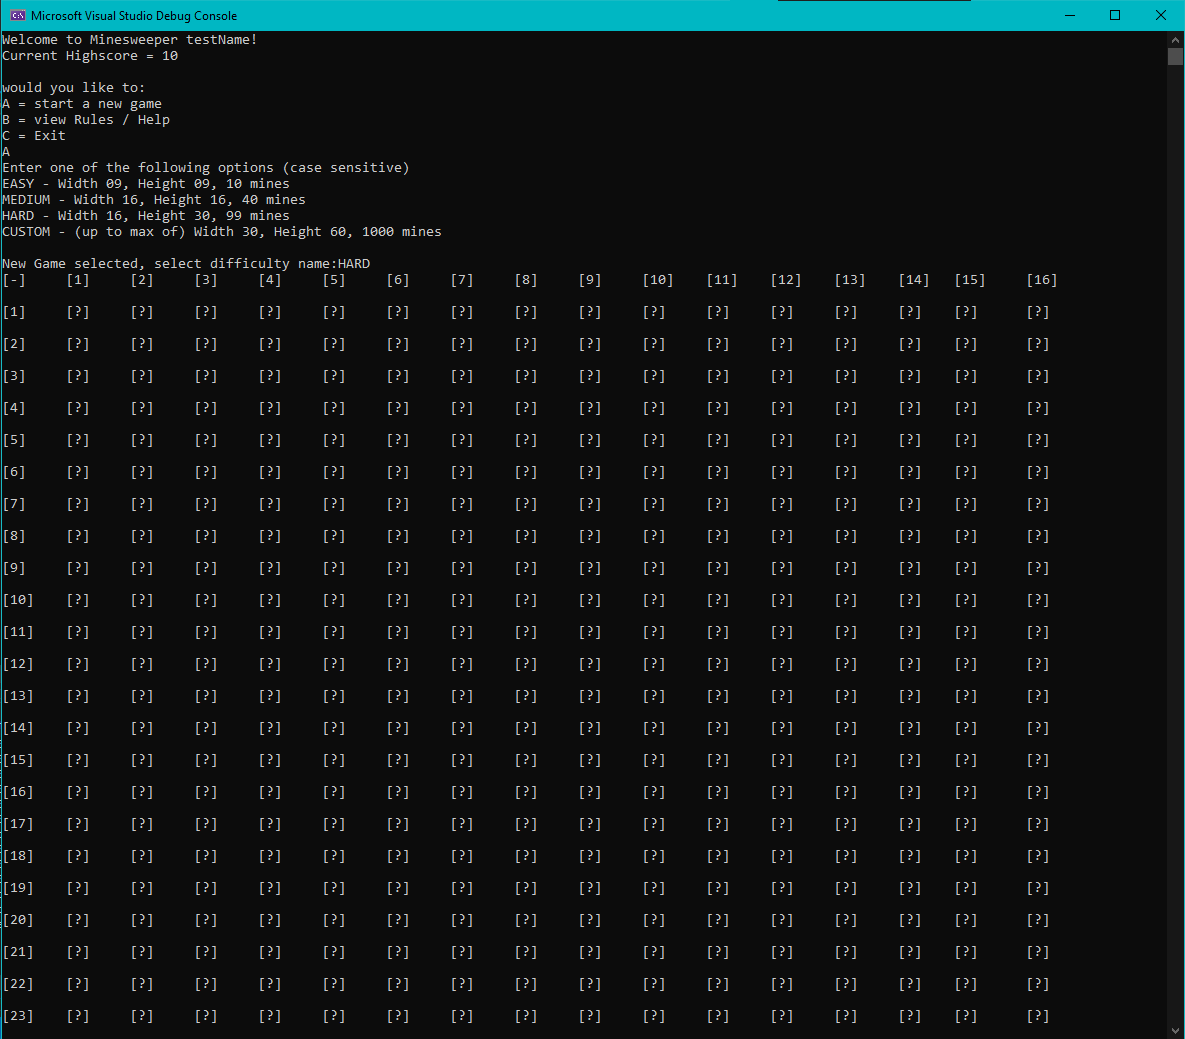 Microsoft Visual Studio Debug Console
Welcome to Minesweeper testName!
Current Highscore = 10
would you like to:
A = start a new game
B = view Rules / Help
C = Exit
A
Enter one of the following options (case sensitive)
EASY - Width 09, Height 09, 10 mines
MEDIUM - Width 16, Height 16, 40 mines
HARD - Width 16, Height 30, 99 mines
CUSTOM - (up to max of) Width 30, Height 60, 1000 mines
New Game selected, select difficulty name:HARD
[-] [1] [2] [3] [4] [5] [6] [7] [8] [9] [10] [11] [12] [13] [14] [15] [16]
[1] [?] [?] [?] [?] [?] [?] [?] [?] [?] [?] [?] [?] [?] [?] [?] [?]
[2] [?] [?] [?] [?] [?] [?] [?] [?] [?] [?] [?] [?] [?] [?] [?] [?]
[3] [?] [?] [?] [?] [?] [?] [?] [?] [?] [?] [?] [?] [?] [?] [?] [?]
[4] [?] [?] [?] [?] [?] [?] [?] [?] [?] [?] [?] [?] [?] [?] [?] [?]
[5] [?] [?] [?] [?] [?] [?] [?] [?] [?] [?] [?] [?] [?] [?] [?] [?]
[6] [?] [?] [?] [?] [?] [?] [?] [?] [?] [?] [?] [?] [?] [?] [?] [?]
[7] [?] [?] [?] [?] [?] [?] [?] [?] [?] [?] [?] [?] [?] [?] [?] [?]
[8] [?] [?] [?] [?] [?] [?] [?] [?] [?] [?] [?] [?] [?] [?] [?] [?]
[9] [?] [?] [?] [?] [?] [?] [?] [?] [?] [?] [?] [?] [?] [?] [?] [?]
[10] [?] [?] [?] [?] [?] [?] [?] [?] [?] [?] [?] [?] [?] [?] [?] [?]
[11] [?] [?] [?] [?] [?] [?] [?] [?] [?] [?] [?] [?] [?] [?] [?] [?]
[12] [?] [?] [?] [?] [?] [?] [?] [?] [?] [?] [?] [?] [?] [?] [?] [?]
[13] [?] [?] [?] [?] [?] [?] [?] [?] [?] [?] [?] [?] [?] [?] [?] [?]
[14] [?] [?] [?] [?] [?] [?] [?] [?] [?] [?] [?] [?] [?] [?] [?] [?]
[15] [?] [?] [?] [?] [?] [?] [?] [?] [?] [?] [?] [?] [?] [?] [?] [?]
[16] [?] [?] [?] [?] [?] [?] [?] [?] [?] [?] [?] [?] [?] [?] [?] [?]
[17] [?] [?] [?] [?] [?] [?] [?] [?] [?] [?] [?] [?] [?] [?] [?] [?]
[18] [?] [?] [?] [?] [?] [?] [?] [?] [?] [?] [?] [?] [?] [?] [?] [?]
[19] [?] [?] [?] [?] [?] [?] [?] [?] [?] [?] [?] [?] [?] [?] [?] [?]
[20] [?] [?] [?] [?] [?] [?] [?] [?] [?] [?] [?] [?] [?] [?] [?] [?]
[21] [?] [?] [?] [?] [?] [?] [?] [?] [?] [?] [?] [?] [?] [?] [?] [?]
[22] [?] [?] [?] [?] [?] [?] [?] [?] [?] [?] [?] [?] [?] [?] [?] [?]
[23] [?] [?] [?] [?] [?] [?] [?] [?] [?] [?] [?] [?] [?] [?] [?] [?]